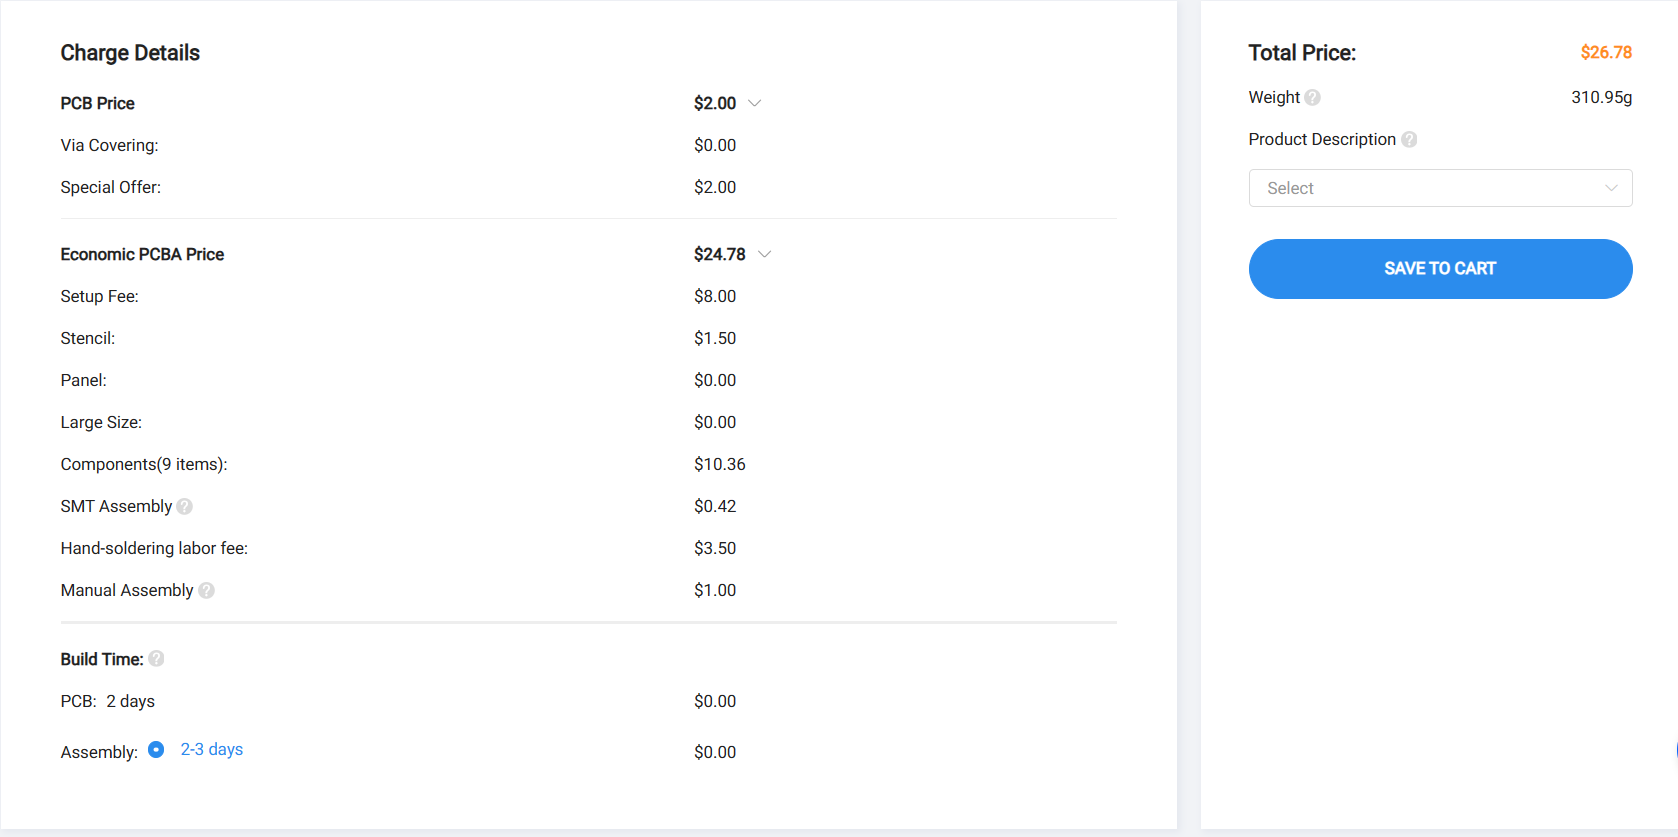 Charge Details
PCB Price $2.00
Via Covering: $0.00
Special Offer: $2.00
Economic PCBA Price $24.78
Setup Fee: $8.00
Stencil: $1.50
Panel: $0.00
Large Size: $0.00
Components(9 items): $10.36
SMT Assembly ? $0.42
Hand-soldering labor fee: $3.50
Manual Assembly ? $1.00
Build Time: ?
PCB: 2 days $0.00
Assembly: 2-3 days $0.00
Total Price: $26.78
Weight ? 310.95g
Product Description ?
Select
SAVE TO CART